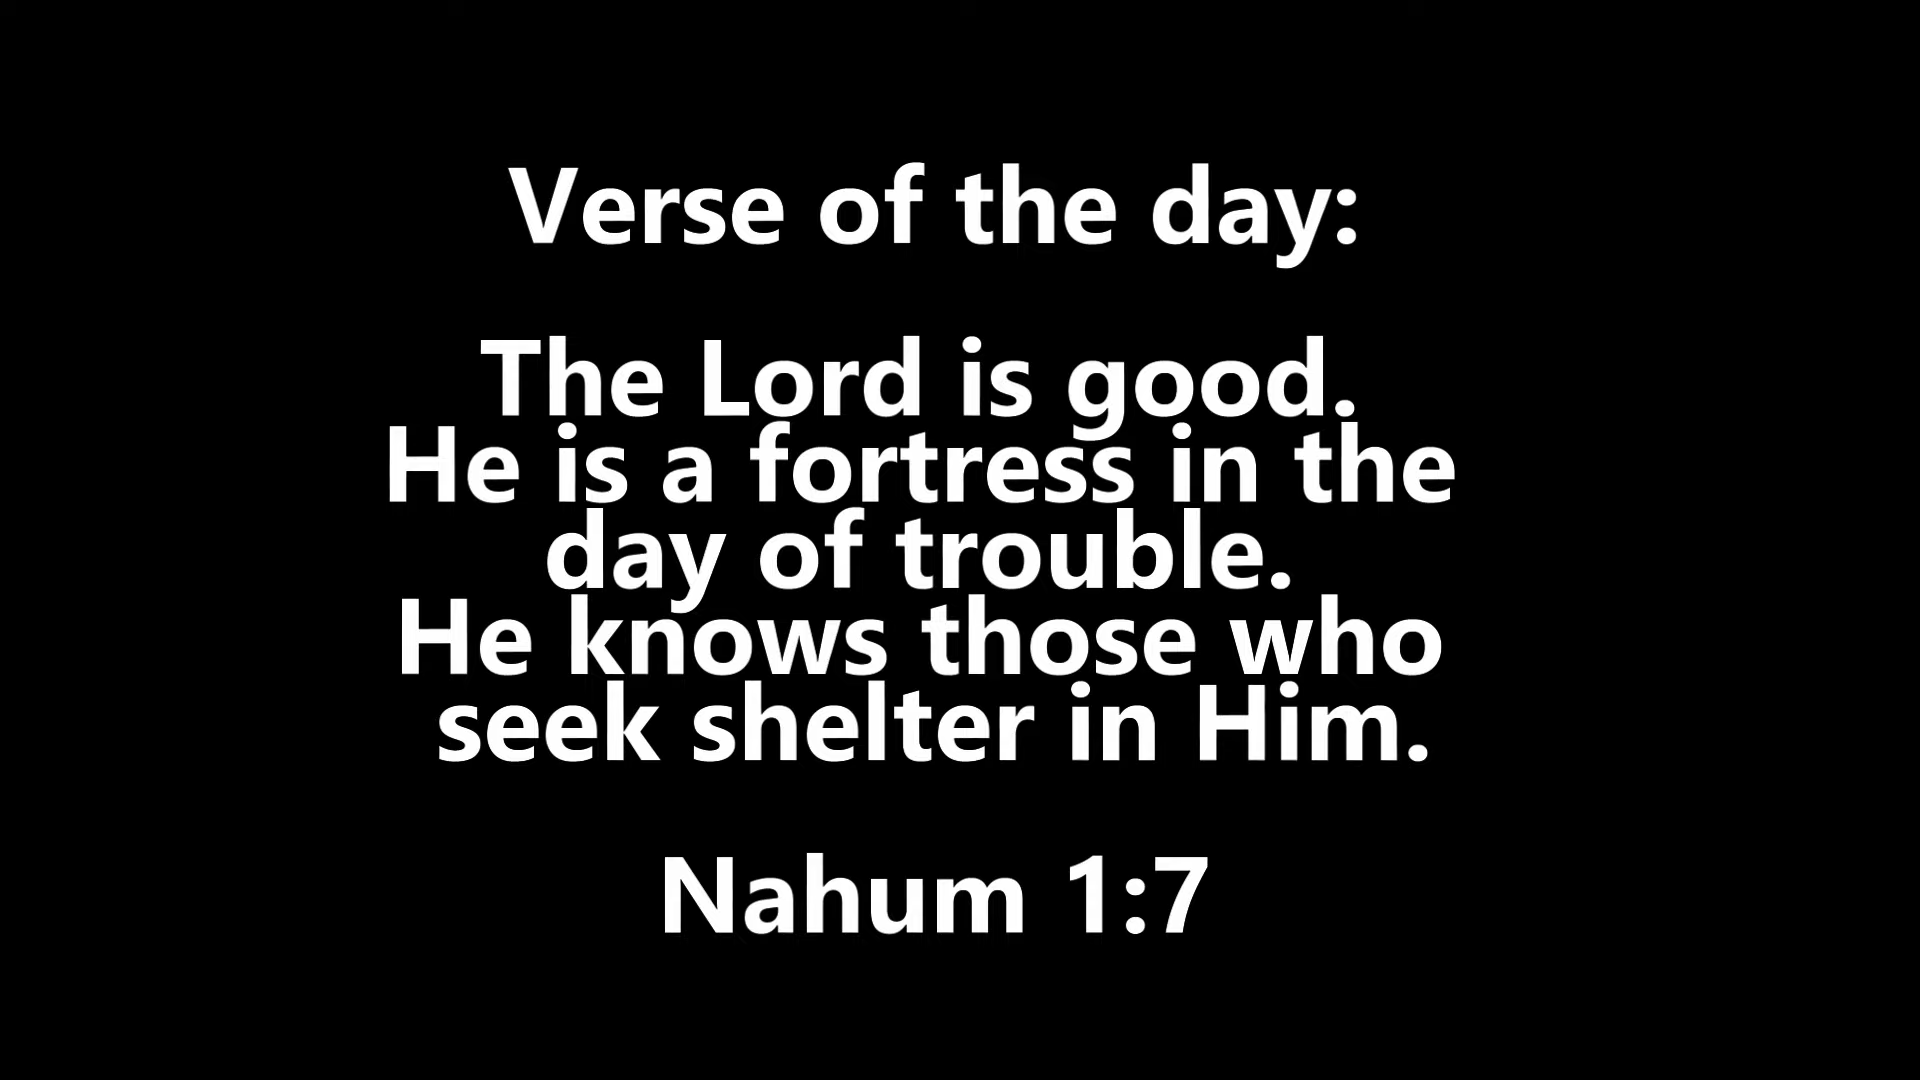 Verse of the day:
The Lord is good.
He is a fortress in the
day of trouble.
He knows those who
seek shelter in Him.
Nahum 1:7